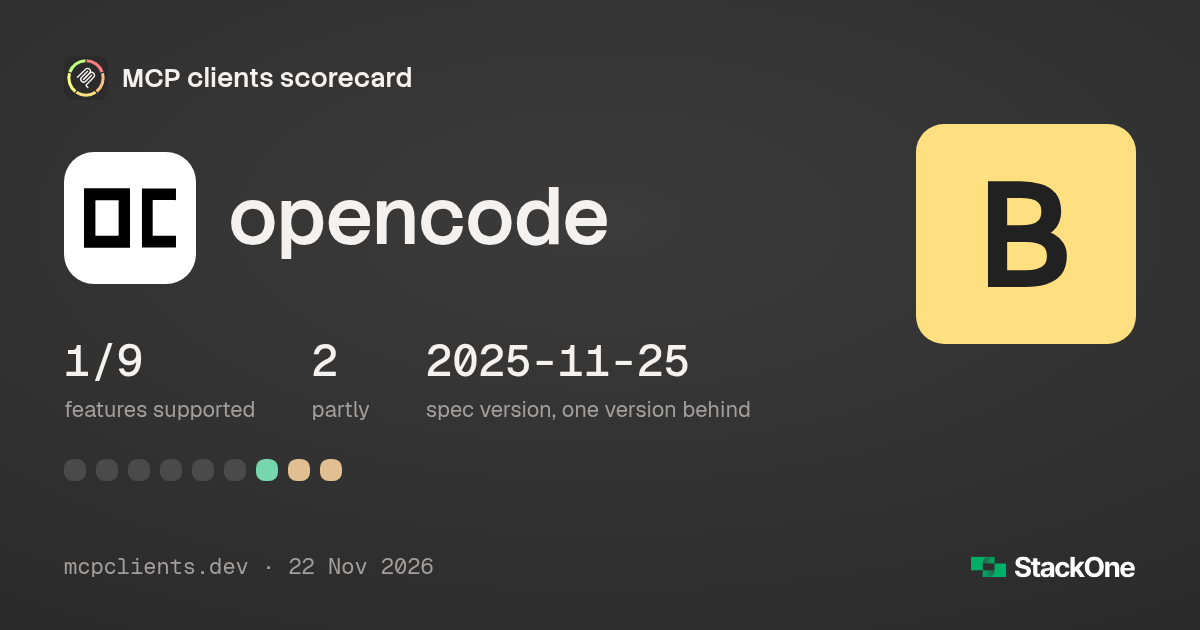 MCP clients scorecard
opencode
B
1/9
features supported
2
partly
2025-11-25
spec version, one version behind
mcpclients.dev · 22 Nov 2026
StackOne